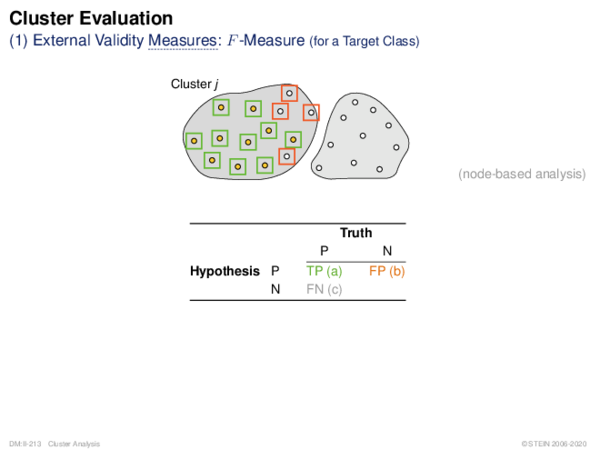 Cluster Evaluation
(1) External Validity Measures: F-Measure (for a Target Class)
Cluster j
(node-based analysis)
Truth
P N
Hypothesis P TP (a) FP (b)
N FN (c)
DM:II-213 Cluster Analysis © STEIN 2006-2020